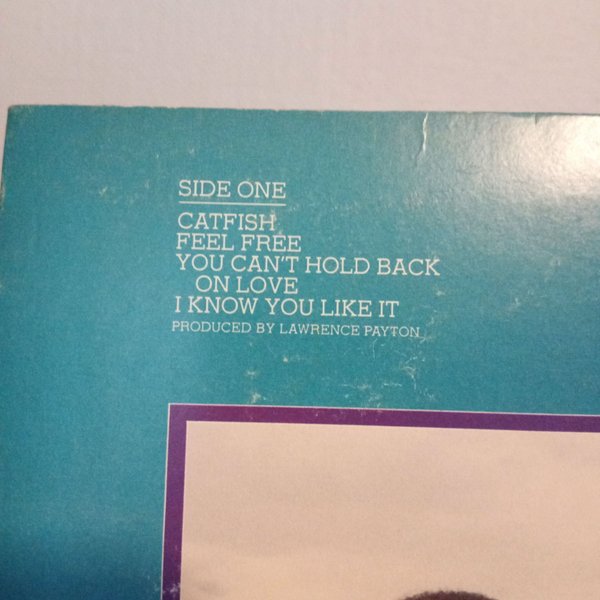 SIDE ONE
CATFISH
FEEL FREE
YOU CAN'T HOLD BACK
ON LOVE
I KNOW YOU LIKE IT
PRODUCED BY LAWRENCE PAYTON